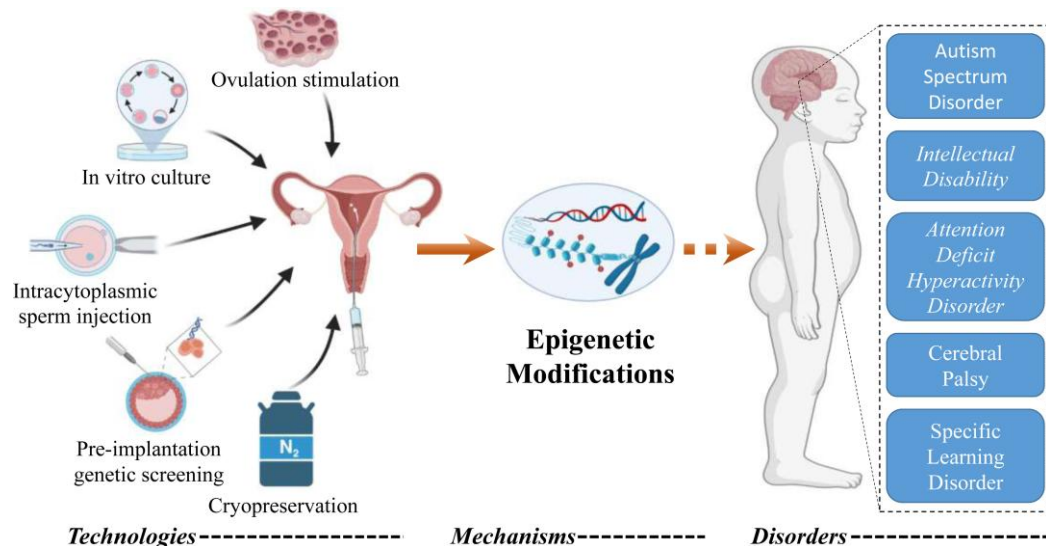 Ovulation stimulation
In vitro culture
Intracytoplasmic
sperm injection
Pre-implantation
genetic screening
N2
Cryopreservation
Epigenetic
Modifications
Autism
Spectrum
Disorder
Intellectual
Disability
Attention
Deficit
Hyperactivity
Disorder
Cerebral
Palsy
Specific
Learning
Disorder
Technologies
Mechanisms
Disorders